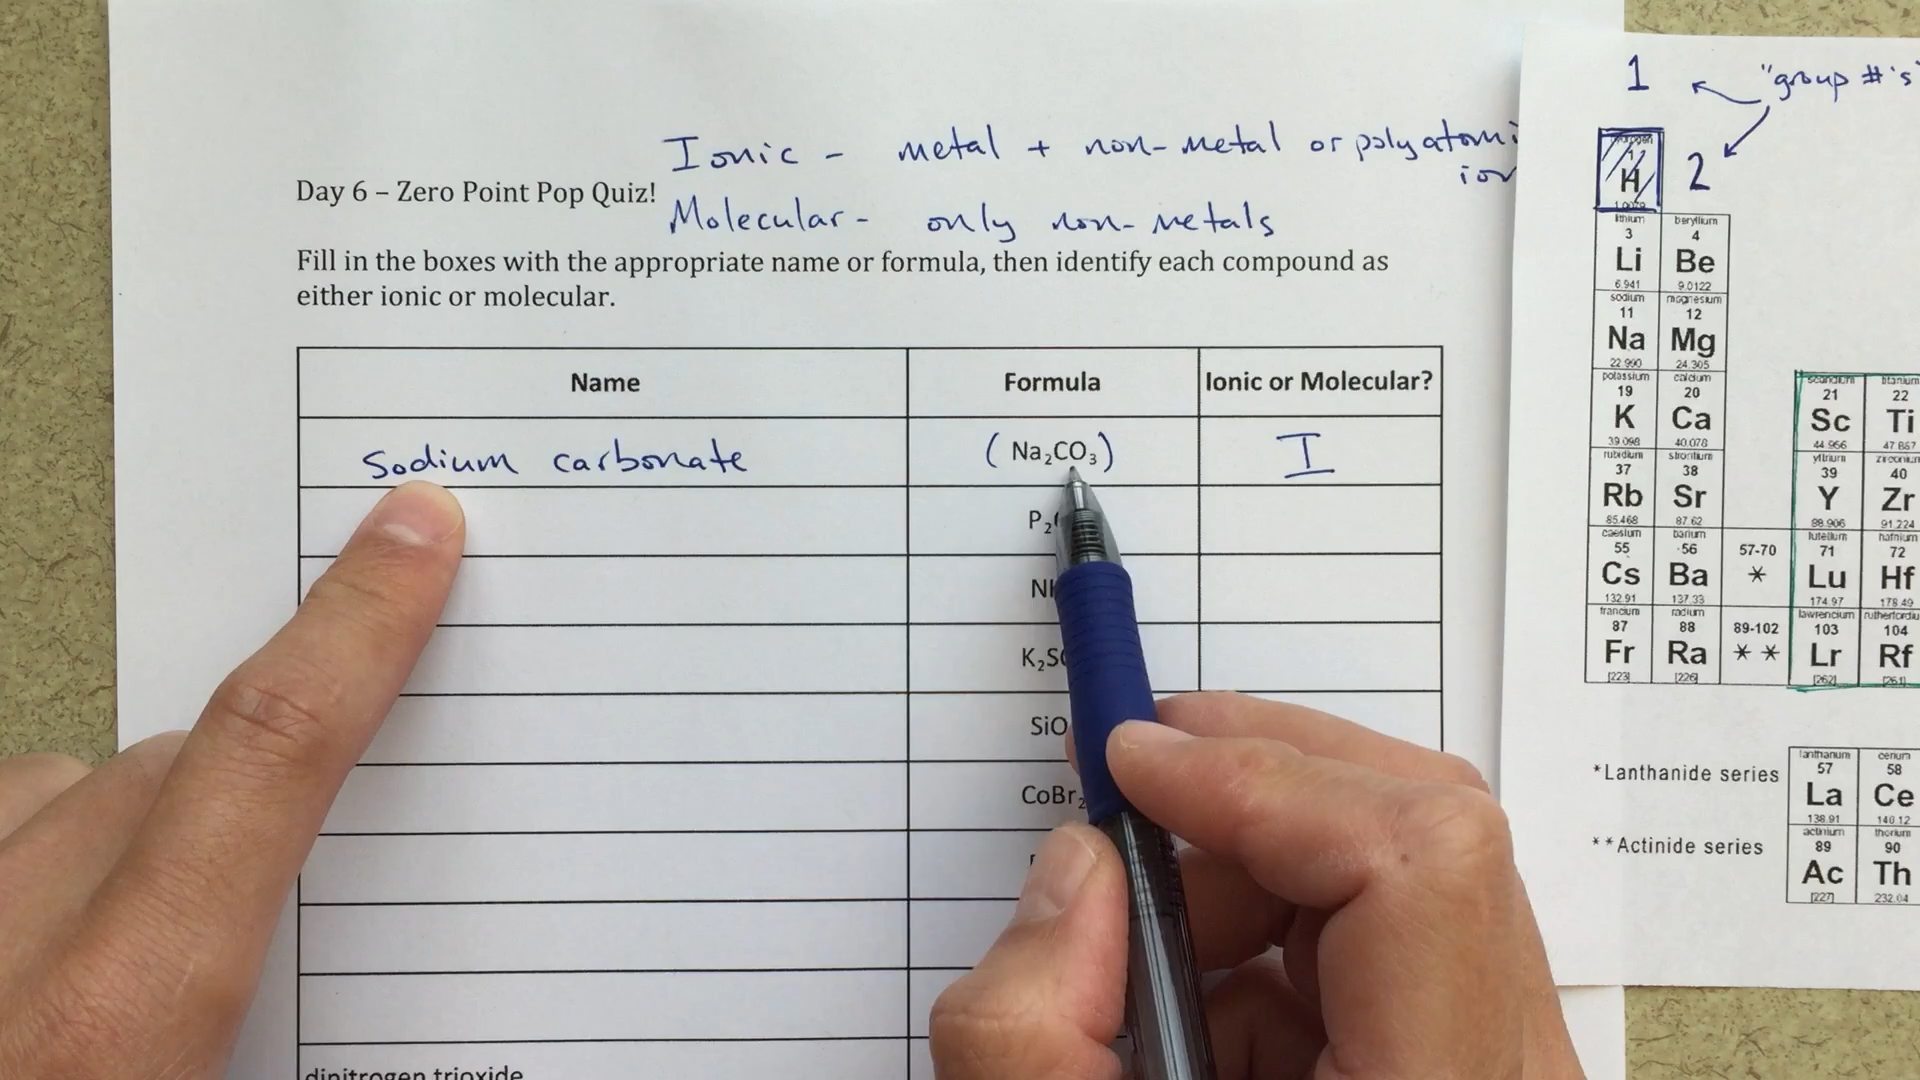 Ionic - metal + non-metal or polyatomi
ion
Day 6 – Zero Point Pop Quiz!
Molecular - only non-metals
Fill in the boxes with the appropriate name or formula, then identify each compound as
either ionic or molecular.
Name Formula Ionic or Molecular?
sodium carbonate (Na₂CO₃) I
P₂
K₂S
SiO
CoBr₂
dinitrogen trioxide
1 "group #'s"
2
1
H
1.0079
lithium beryllium
3 4
Li Be
6.941 9.0122
sodium magnesium
11 12
Na Mg
22.990 24.305
potassium calcium scandium titanium
19 20 21 22
K Ca Sc Ti
39.098 40.078 44.956 47.867
rubidium strontium yttrium zirconium
37 38 39 40
Rb Sr Y Zr
85.468 87.62 88.906 91.224
caesium barium lutetium hafnium
55 56 57-70 71 72
Cs Ba * Lu Hf
132.91 137.33 174.97 178.49
francium radium lawrencium rutherfordiu
87 88 89-102 103 104
Fr Ra * * Lr Rf
[223] [226] [262] [261]
lanthanum cerium
57 58
*Lanthanide series La Ce
138.91 140.12
actinium thorium
89 90
**Actinide series Ac Th
[227] 232.04